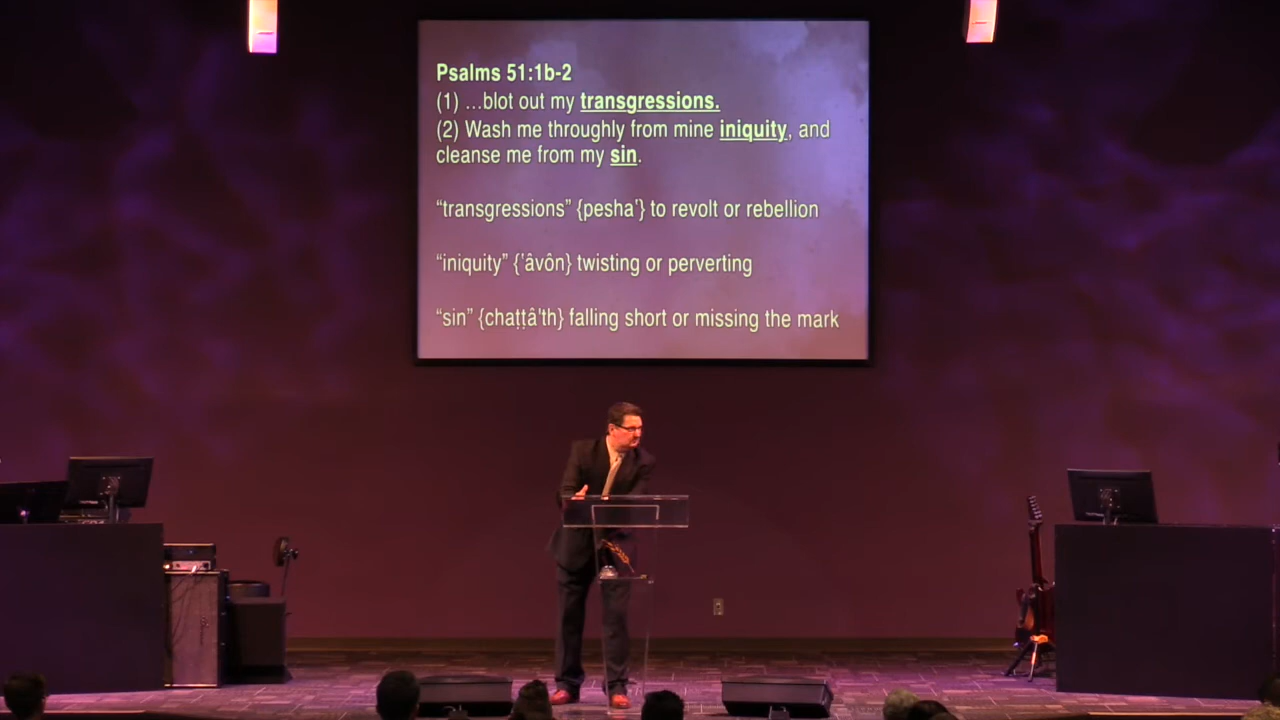 Psalms 51:1b-2
(1) ...blot out my transgressions.
(2) Wash me throughly from mine iniquity, and
cleanse me from my sin.
“transgressions” {pesha'} to revolt or rebellion
“iniquity” {‛âvôn} twisting or perverting
“sin” {chaṭṭâ'th} falling short or missing the mark